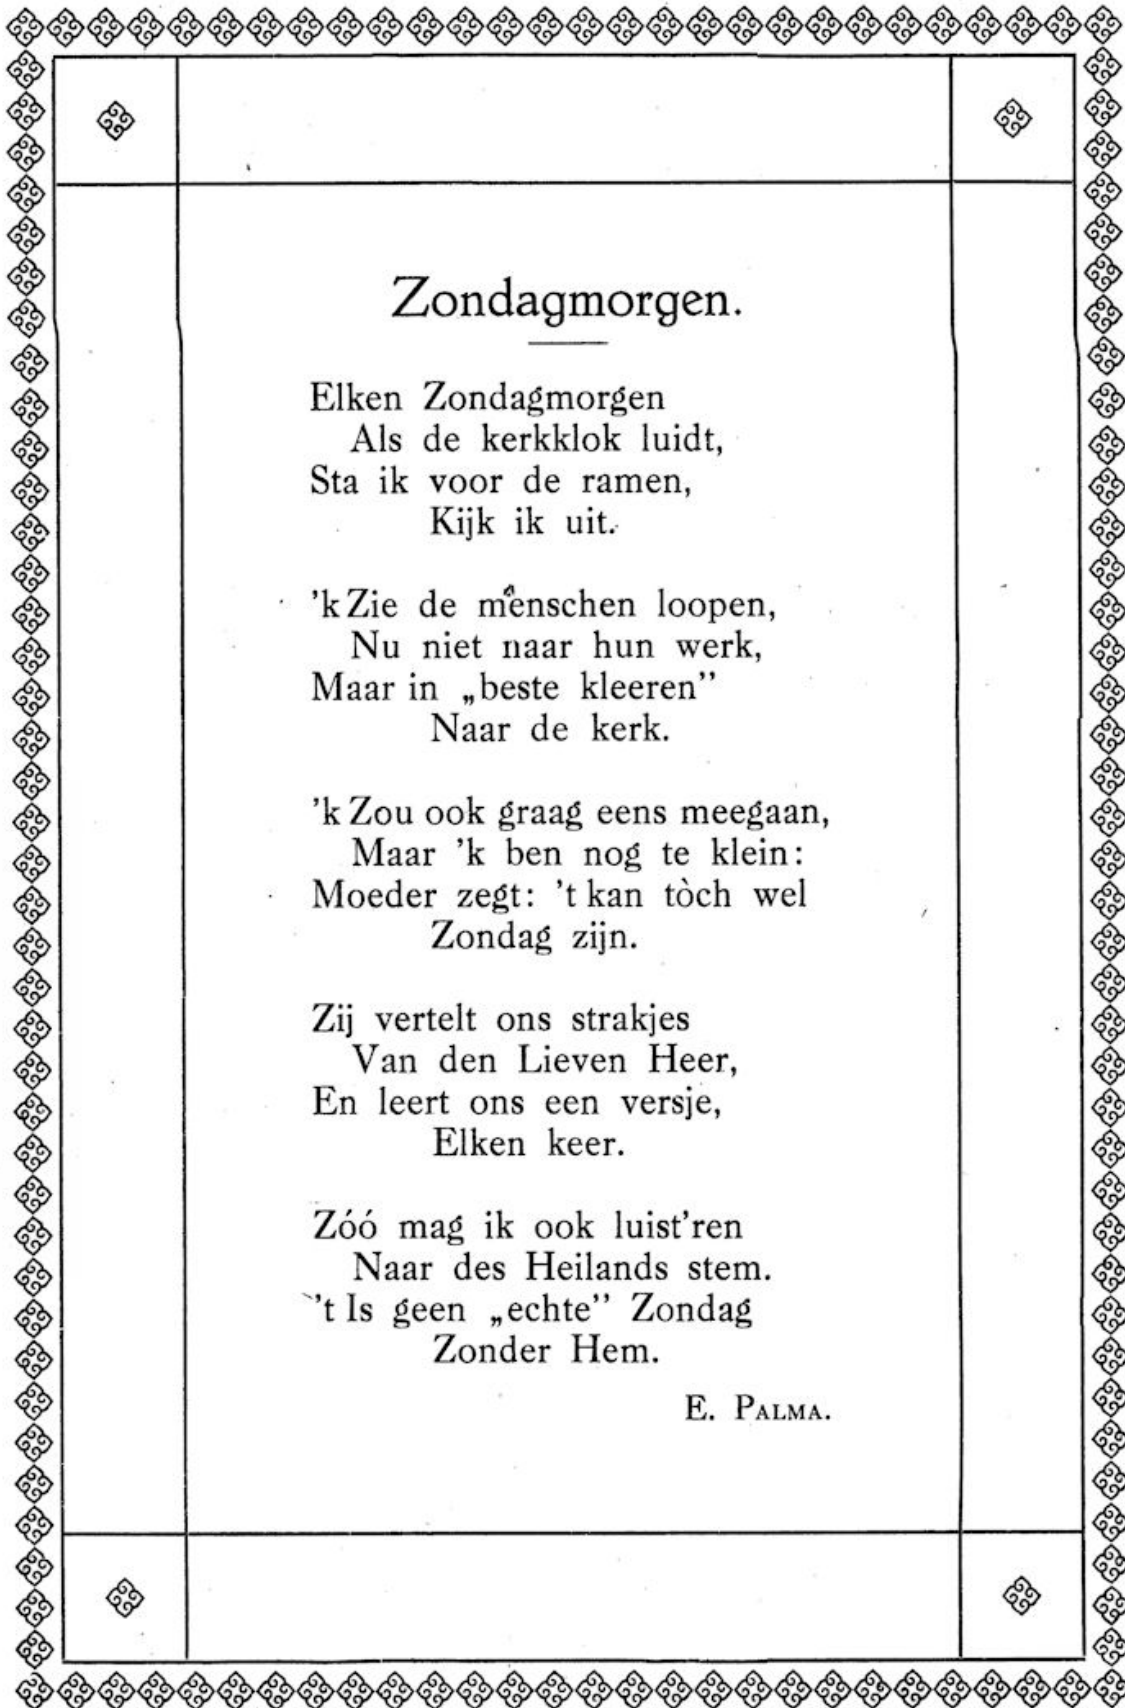 Zondagmorgen.
Elken Zondagmorgen
Als de kerkklok luidt,
Sta ik voor de ramen,
Kijk ik uit.
'k Zie de menschen loopen,
Nu niet naar hun werk,
Maar in „beste kleeren”
Naar de kerk.
'k Zou ook graag eens meegaan,
Maar 'k ben nog te klein:
Moeder zegt: 't kan tòch wel
Zondag zijn.
Zij vertelt ons strakjes
Van den Lieven Heer,
En leert ons een versje,
Elken keer.
Zóó mag ik ook luist'ren
Naar des Heilands stem.
't Is geen „echte” Zondag
Zonder Hem.
E. PALMA.